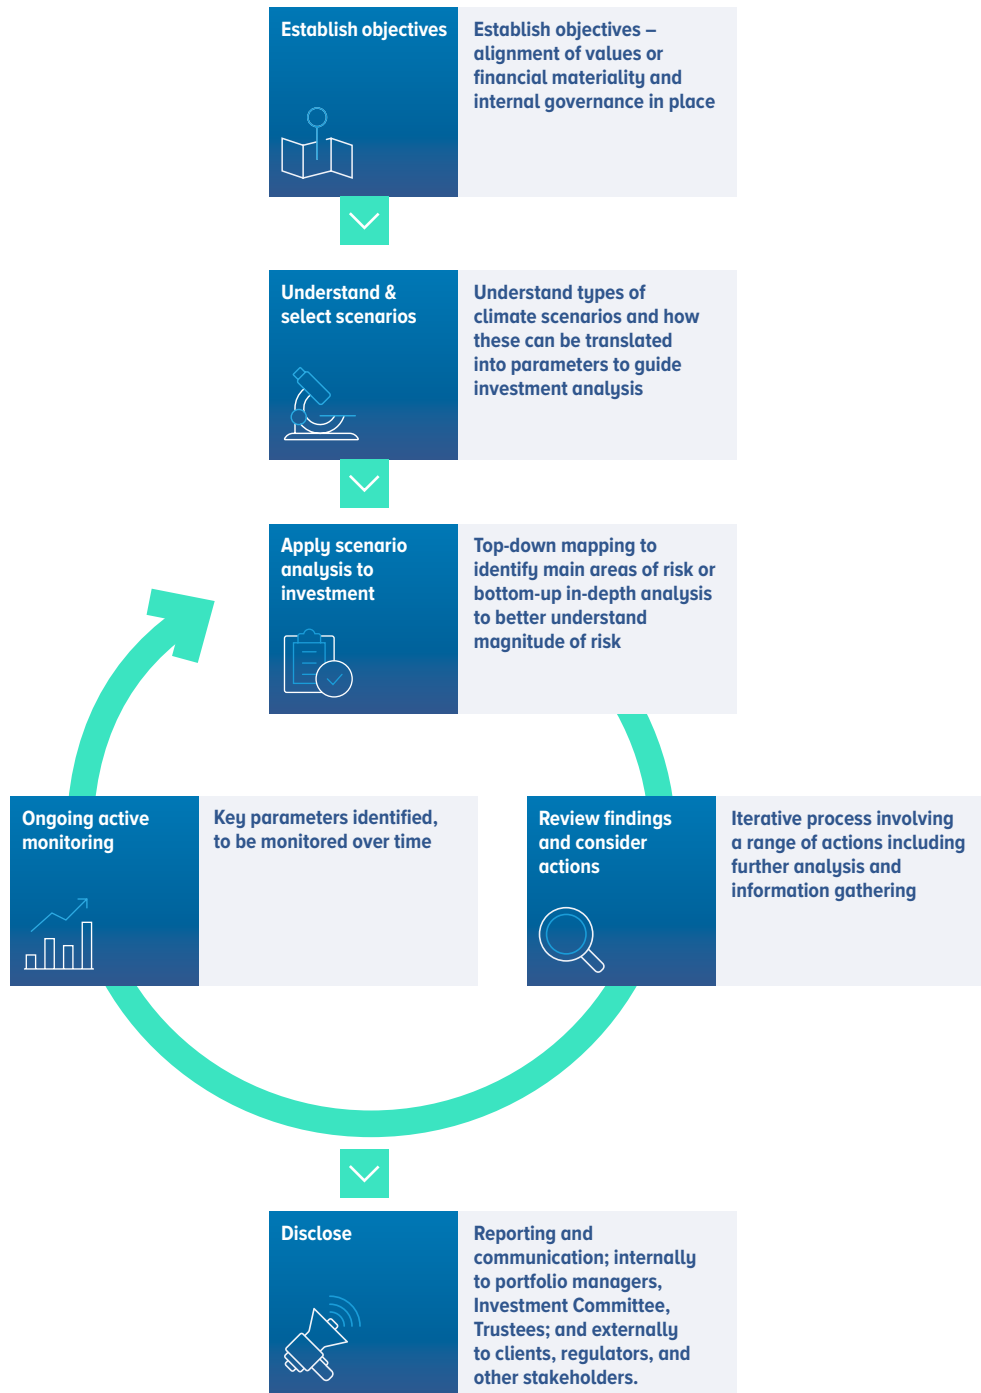 Establish objectives
Establish objectives –
alignment of values or
financial materiality and
internal governance in place
Understand &
select scenarios
Understand types of
climate scenarios and how
these can be translated
into parameters to guide
investment analysis
Apply scenario
analysis to
investment
Top-down mapping to
identify main areas of risk or
bottom-up in-depth analysis
to better understand
magnitude of risk
Ongoing active
monitoring
Key parameters identified,
to be monitored over time
Review findings
and consider
actions
Iterative process involving
a range of actions including
further analysis and
information gathering
Disclose
Reporting and
communication; internally
to portfolio managers,
Investment Committee,
Trustees; and externally
to clients, regulators, and
other stakeholders.